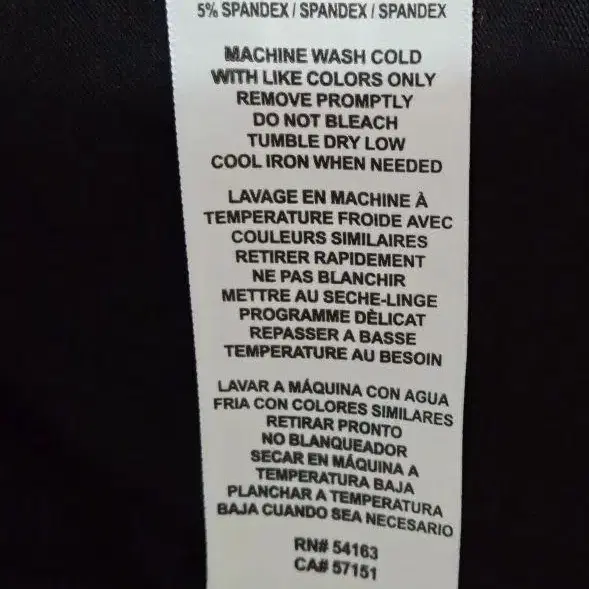 5% SPANDEX / SPANDEX / SPANDEX
MACHINE WASH COLD
WITH LIKE COLORS ONLY
REMOVE PROMPTLY
DO NOT BLEACH
TUMBLE DRY LOW
COOL IRON WHEN NEEDED
LAVAGE EN MACHINE À
TEMPERATURE FROIDE AVEC
COULEURS SIMILAIRES
RETIRER RAPIDEMENT
NE PAS BLANCHIR
METTRE AU SECHE-LINGE
PROGRAMME DÈLICAT
REPASSER A BASSE
TEMPERATURE AU BESOIN
LAVAR A MÁQUINA CON AGUA
FRIA CON COLORES SIMILARES
RETIRAR PRONTO
NO BLANQUEADOR
SECAR EN MÁQUINA A
TEMPERATURA BAJA
PLANCHAR A TEMPERATURA
BAJA CUANDO SEA NECESARIO
RN# 54163
CA# 57151